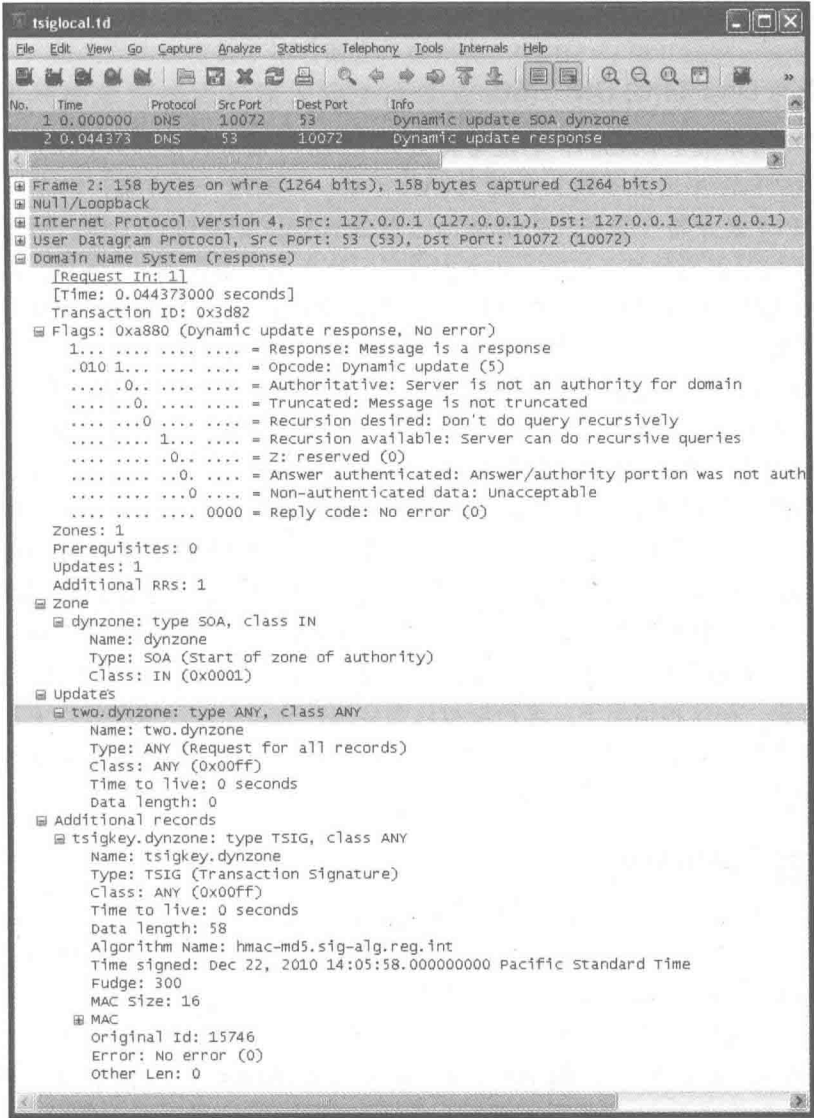 tsiglocal.td
File Edit View Go Capture Analyze Statistics Telephony Tools Internals Help
No. Time Protocol Src Port Dest Port Info
1 0.000000 DNS 10072 53 Dynamic update SOA dynzone
2 0.044373 DNS 53 10072 Dynamic update response
Frame 2: 158 bytes on wire (1264 bits), 158 bytes captured (1264 bits)
Null/Loopback
Internet Protocol Version 4, Src: 127.0.0.1 (127.0.0.1), Dst: 127.0.0.1 (127.0.0.1)
User Datagram Protocol, Src Port: 53 (53), Dst Port: 10072 (10072)
Domain Name System (response)
[Request In: 1]
[Time: 0.044373000 seconds]
Transaction ID: 0x3d82
Flags: 0xa880 (Dynamic update response, No error)
1... .... .... .... = Response: Message is a response
.010 1... .... .... = Opcode: Dynamic update (5)
.... .0.. .... .... = Authoritative: Server is not an authority for domain
.... ..0. .... .... = Truncated: Message is not truncated
.... ...0 .... .... = Recursion desired: Don't do query recursively
.... .... 1... .... = Recursion available: Server can do recursive queries
.... .... .0.. .... = Z: reserved (0)
.... .... ..0. .... = Answer authenticated: Answer/authority portion was not auth
.... .... ...0 .... = Non-authenticated data: Unacceptable
.... .... .... 0000 = Reply code: No error (0)
Zones: 1
Prerequisites: 0
Updates: 1
Additional RRs: 1
Zone
dynzone: type SOA, class IN
Name: dynzone
Type: SOA (Start of zone of authority)
Class: IN (0x0001)
Updates
two.dynzone: type ANY, class ANY
Name: two.dynzone
Type: ANY (Request for all records)
Class: ANY (0x00ff)
Time to live: 0 seconds
Data length: 0
Additional records
tsigkey.dynzone: type TSIG, class ANY
Name: tsigkey.dynzone
Type: TSIG (Transaction Signature)
Class: ANY (0x00ff)
Time to live: 0 seconds
Data length: 58
Algorithm Name: hmac-md5.sig-alg.reg.int
Time signed: Dec 22, 2010 14:05:58.000000000 Pacific Standard Time
Fudge: 300
MAC Size: 16
MAC
Original Id: 15746
Error: No error (0)
Other Len: 0